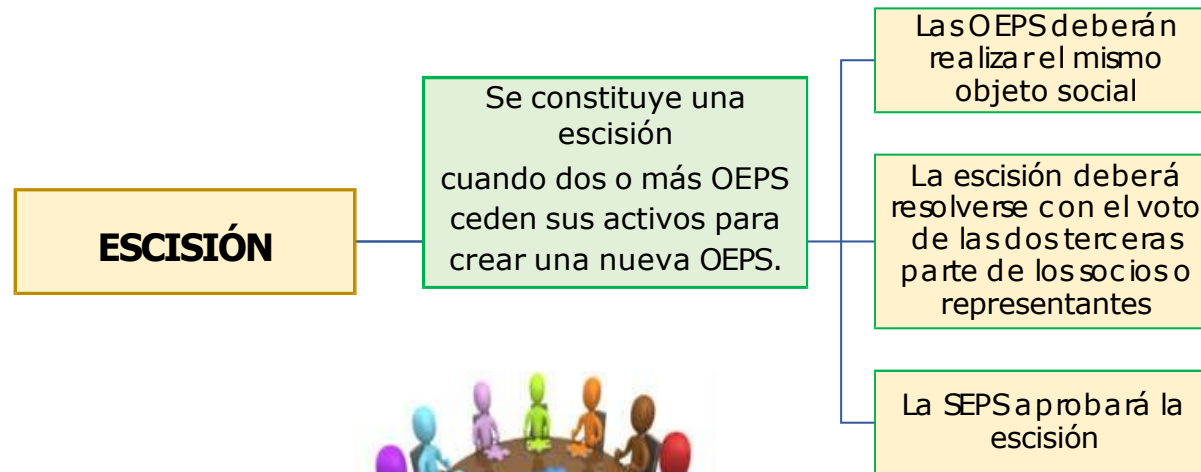 ESCISIÓN
Se constituye una
escisión
cuando dos o más OEPS
ceden sus activos para
crear una nueva OEPS.
Las OEPS deberán
realizar el mismo
objeto social
La escisión deberá
resolverse con el voto
de las dos terceras
parte de los socios o
representantes
La SEPS aprobará la
escisión